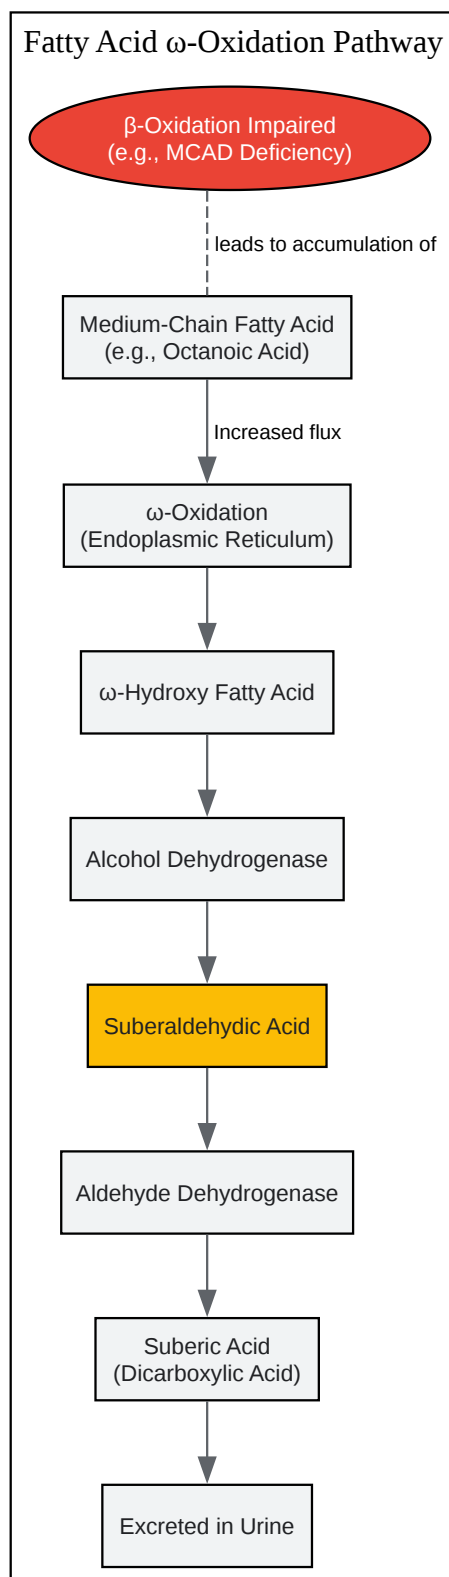 Fatty Acid ω-Oxidation Pathway
β-Oxidation Impaired
(e.g., MCAD Deficiency)
leads to accumulation of
Medium-Chain Fatty Acid
(e.g., Octanoic Acid)
Increased flux
ω-Oxidation
(Endoplasmic Reticulum)
ω-Hydroxy Fatty Acid
Alcohol Dehydrogenase
Suberaldehydic Acid
Aldehyde Dehydrogenase
Suberic Acid
(Dicarboxylic Acid)
Excreted in Urine